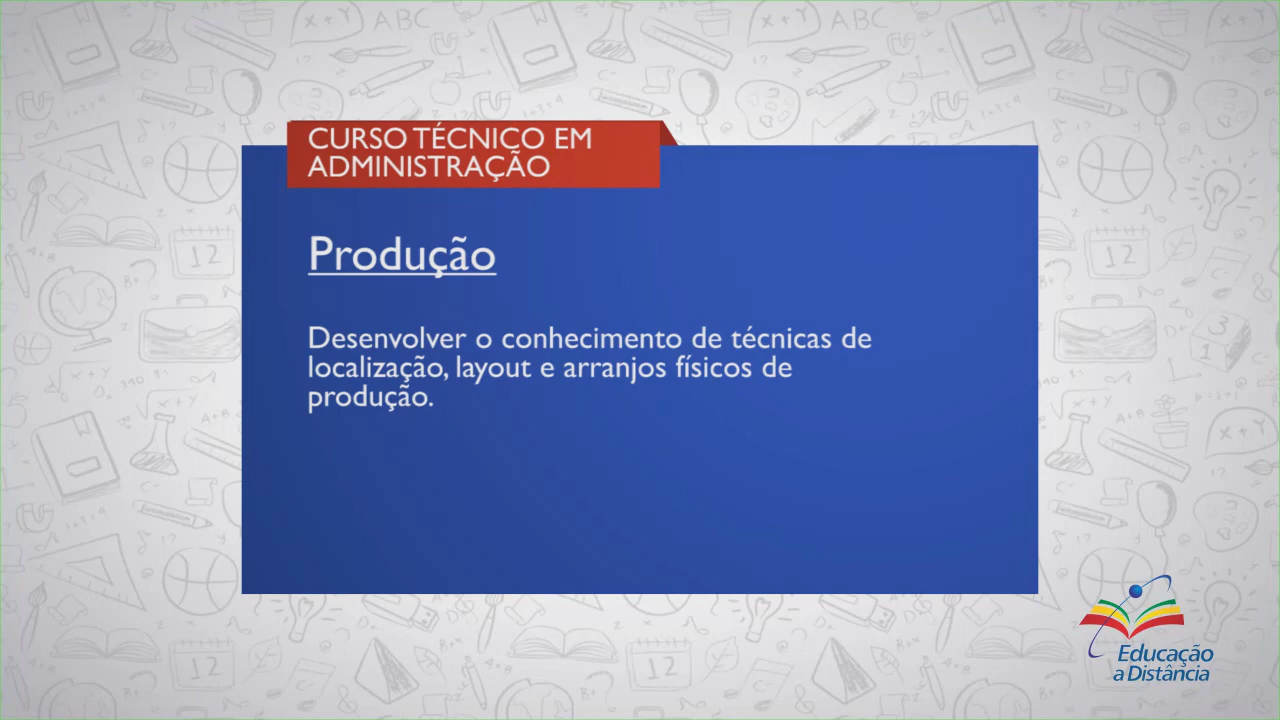 CURSO TÉCNICO EM
ADMINISTRAÇÃO
Produção
Desenvolver o conhecimento de técnicas de
localização, layout e arranjos físicos de
produção.
Educação
a Distância